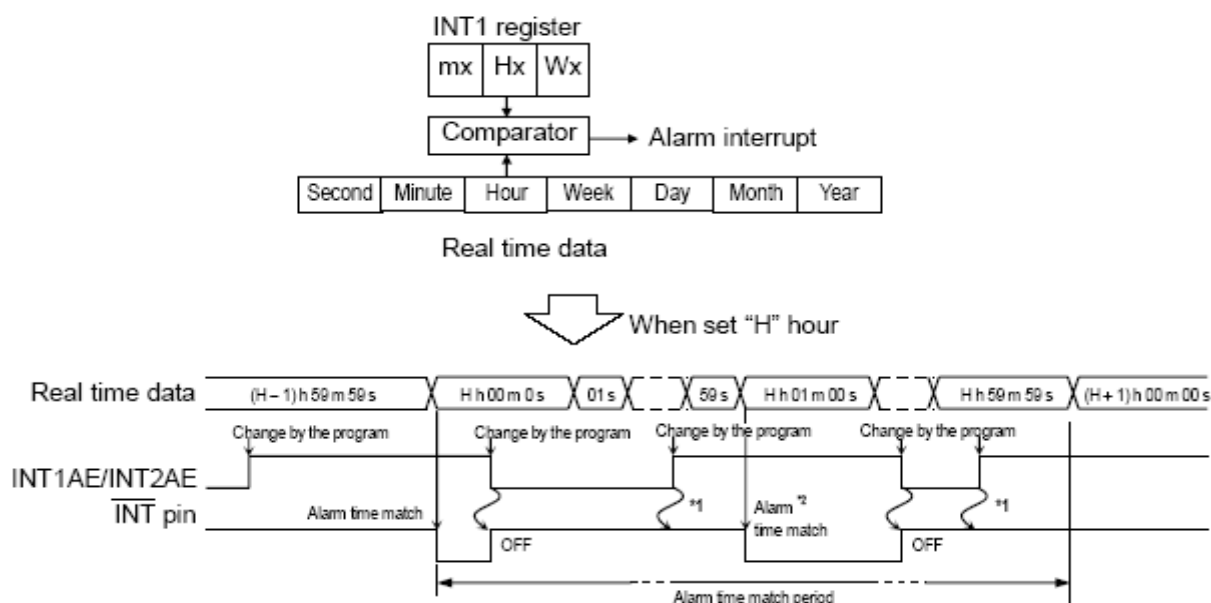 INT1 register
mx Hx Wx
Comparator
Alarm interrupt
Second Minute Hour Week Day Month Year
Real time data
When set “H” hour
Real time data
(H – 1) h 59 m 59 s
H h 00 m 0 s
01 s
59 s
H h 01 m 00 s
H h 59 m 59 s
(H + 1) h 00 m 00 s
Change by the program
Change by the program
Change by the program
Change by the program
INT1AE/INT2AE
INT pin
Alarm time match
*1
Alarm *2
time match
*1
OFF
OFF
Alarm time match period